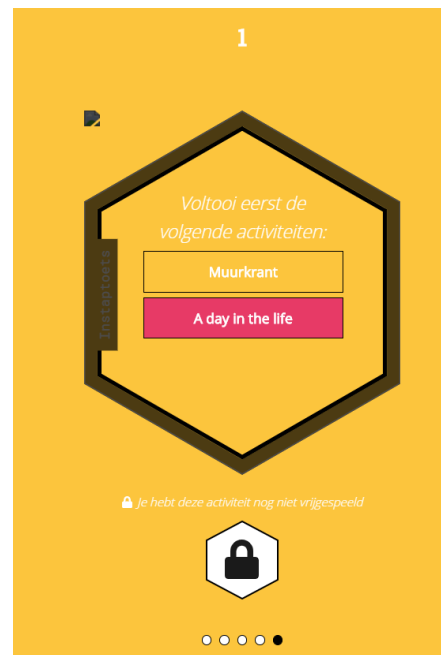 1
Voltooi eerst de
volgende activiteiten:
Instaptoets
Muurkrant
A day in the life
Je hebt deze activiteit nog niet vrijgespeeld